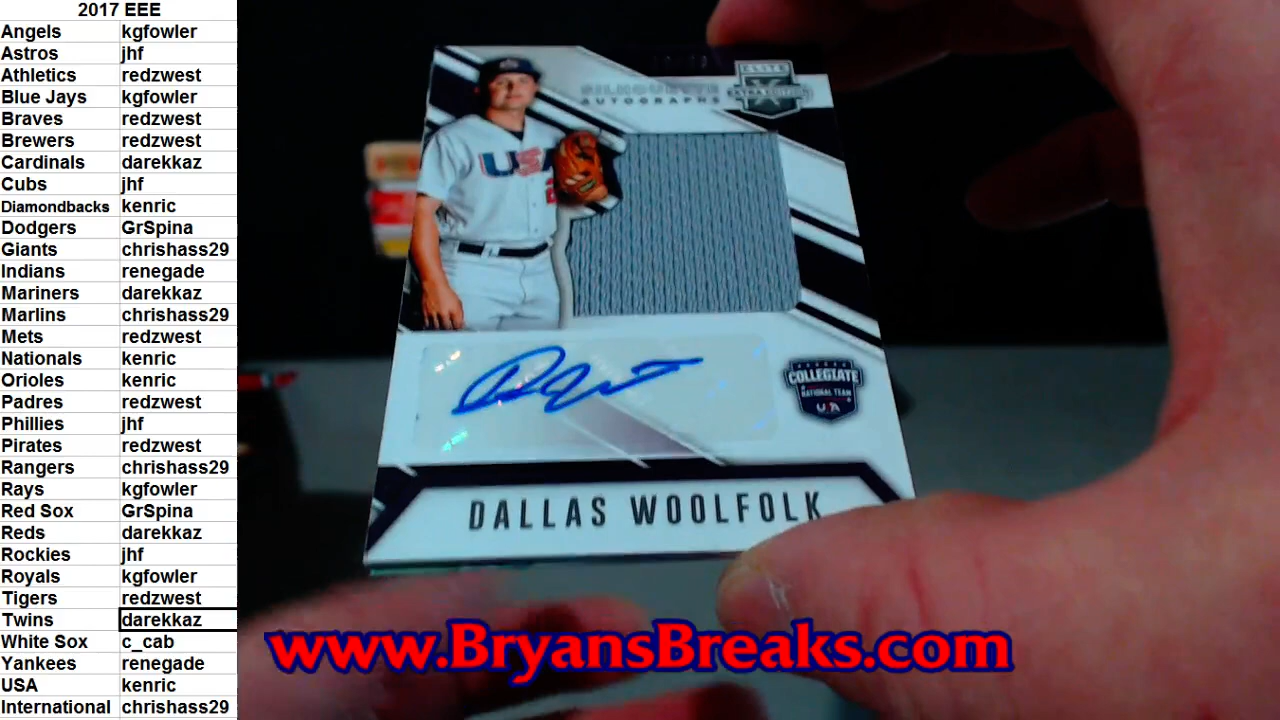 2017 EEE
Angels kgfowler
Astros jhf
Athletics redzwest
Blue Jays kgfowler
Braves redzwest
Brewers redzwest
Cardinals darekkaz
Cubs jhf
Diamondbacks kenric
Dodgers GrSpina
Giants chrishass29
Indians renegade
Mariners darekkaz
Marlins chrishass29
Mets redzwest
Nationals kenric
Orioles kenric
Padres redzwest
Phillies jhf
Pirates redzwest
Rangers chrishass29
Rays kgfowler
Red Sox GrSpina
Reds darekkaz
Rockies jhf
Royals kgfowler
Tigers redzwest
Twins darekkaz
White Sox c_cab
Yankees renegade
USA kenric
International chrishass29
SILHOUETTE
AUTOGRAPHS
ELITE
EXTRA EDITION
USA
2
COLLEGIATE
NATIONAL TEAM
USA
DALLAS WOOLFOLK
www.BryansBreaks.com